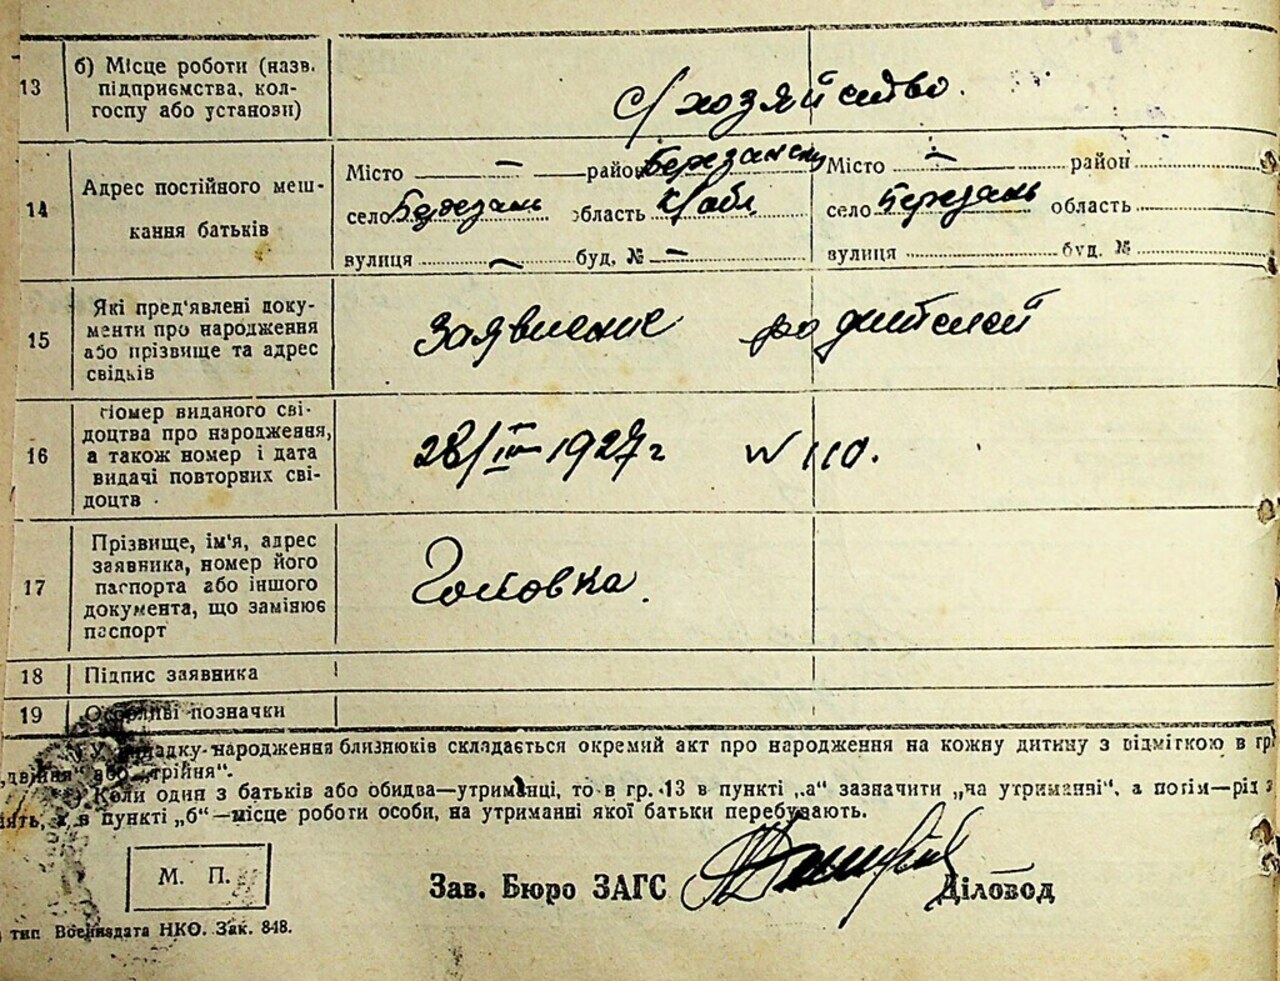 13
б) Місце роботи (назв. підприємства, колгоспу або установи)
с/хозяйство.
14
Адрес постійного мешкання батьків
Місто — район Березански
село Березань область К/обл.
вулиця — буд. № —
Місто — район
село Березань область
вулиця буд. №
15
Які пред'явлені документи про народження або прізвище та адрес свідків
Заявление родителей
16
Номер виданого свідоцтва про народження, а також номер і дата видачі повторних свідоцтв
28/IV 1927 г N 110.
17
Прізвище, ім'я, адрес заявника, номер його паспорта або іншого документа, що замінює паспорт
Головка.
18
Підпис заявника
19
Особливі позначки
У випадку народження близнюків складається окремий акт про народження на кожну дитину з відміткою в гр
„двійня“ або „трійня“.
Коли один з батьків або обидва—утриманці, то в гр. 13 в пункті „а“ зазначити „на утриманні“, а потім—рід з
нять, а в пункті „б“—місце роботи особи, на утриманні якої батьки перебувають.
М. П.
Зав. Бюро ЗАГС
Діловод
тип Воениздата НКО. Зак. 848.